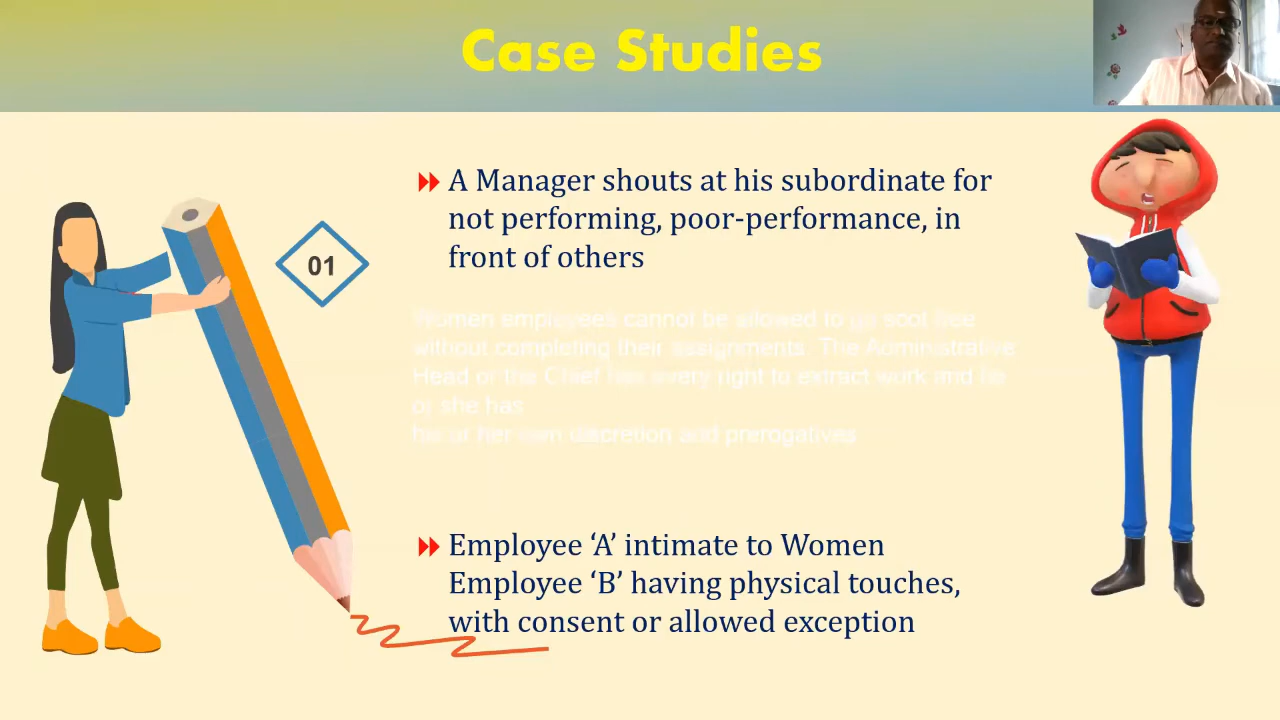 Case Studies
A Manager shouts at his subordinate for
not performing, poor-performance, in
front of others
01
Women employees cannot be allowed to go scot free
without completing their assignments. The Administrative
Head or the Chief has every right to extract work and he
or she has
his or her own discretion and prerogatives
Employee ‘A’ intimate to Women
Employee ‘B’ having physical touches,
with consent or allowed exception